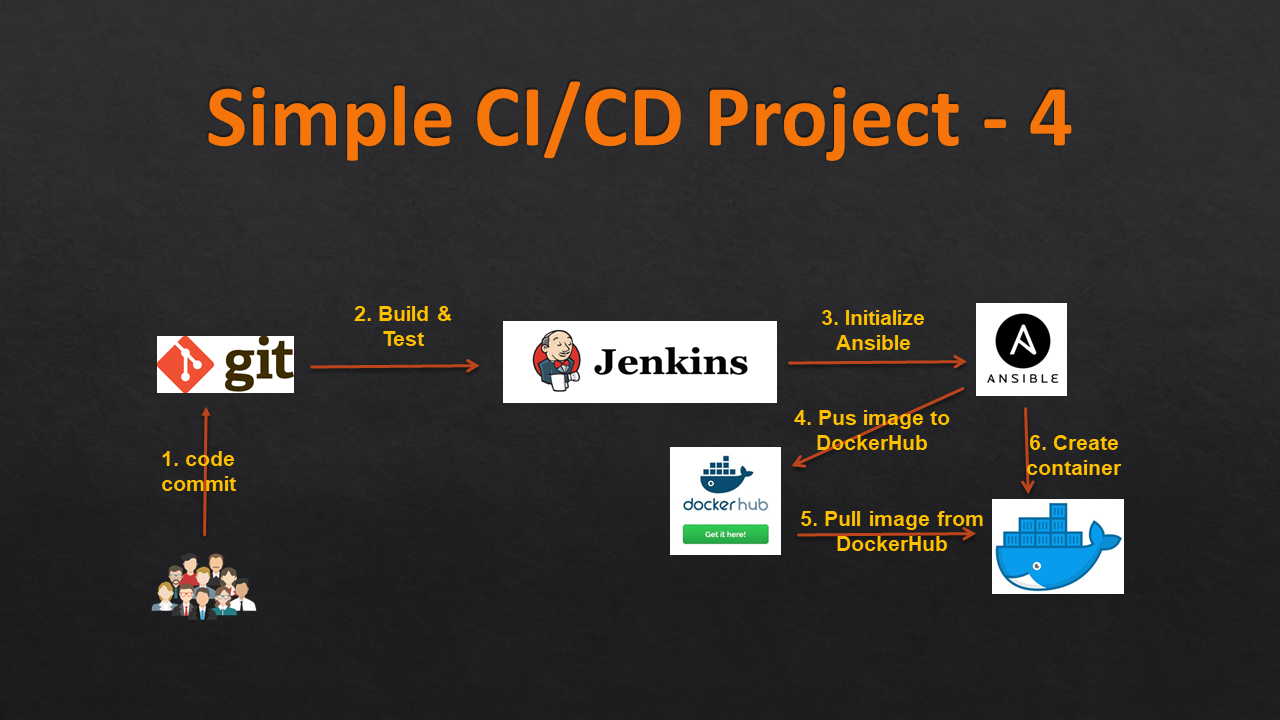 Simple CI/CD Project - 4
2. Build &
Test
3. Initialize
Ansible
git
Jenkins
A
ANSIBLE
4. Pus image to
DockerHub
1. code
commit
6. Create
container
docker hub
Get it here!
5. Pull image from
DockerHub